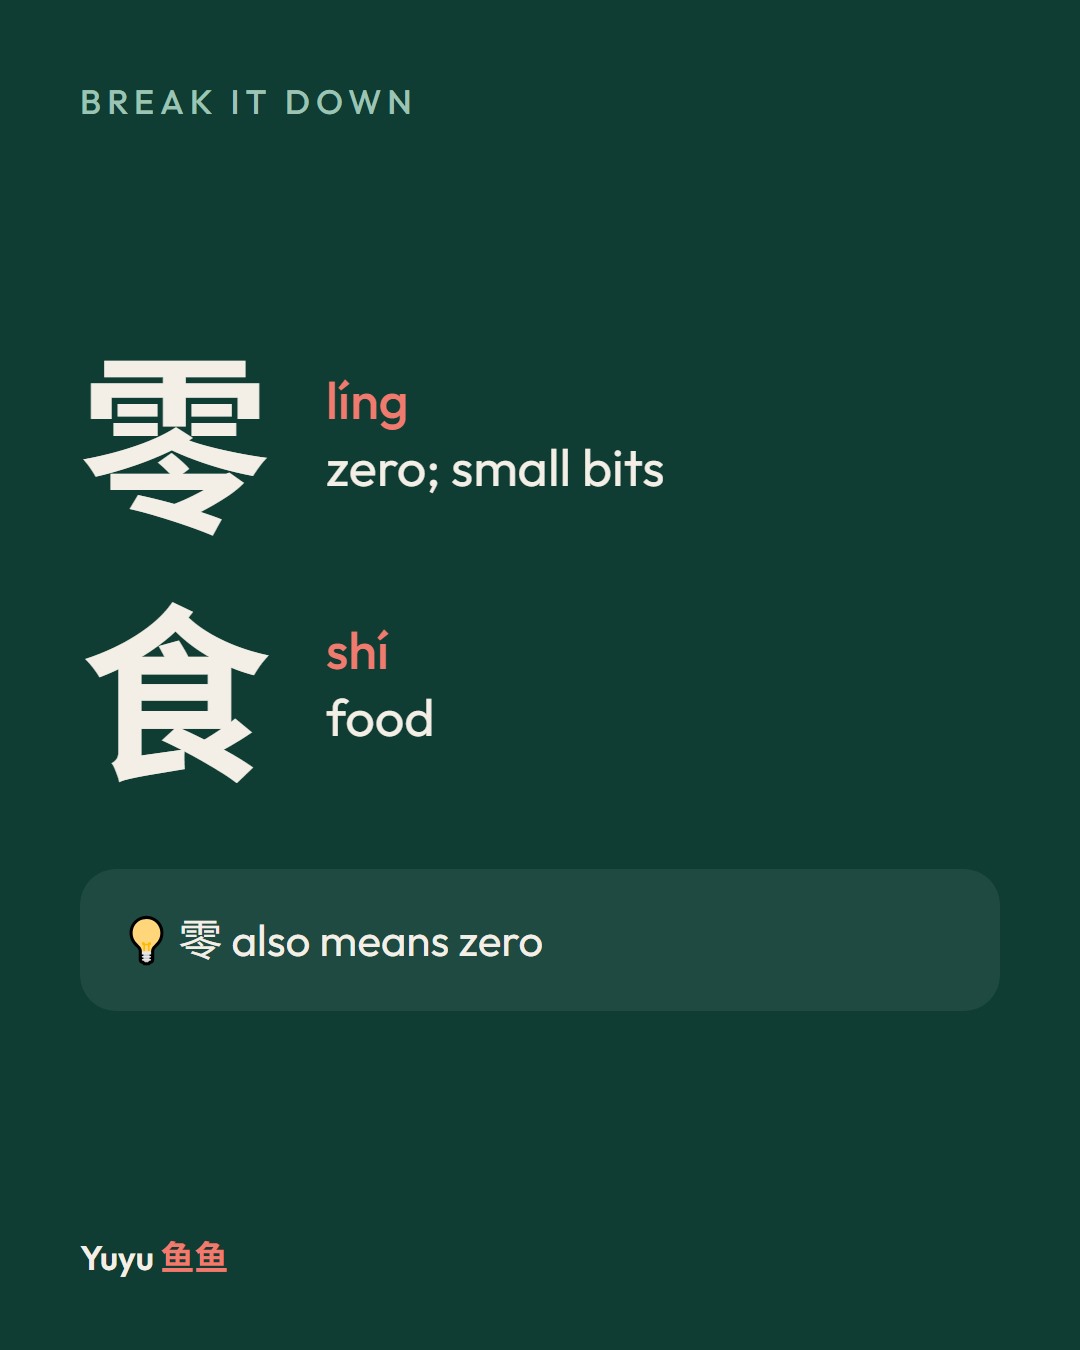 BREAK IT DOWN
零
líng
zero; small bits
食
shí
food
💡 零 also means zero
Yuyu 鱼鱼